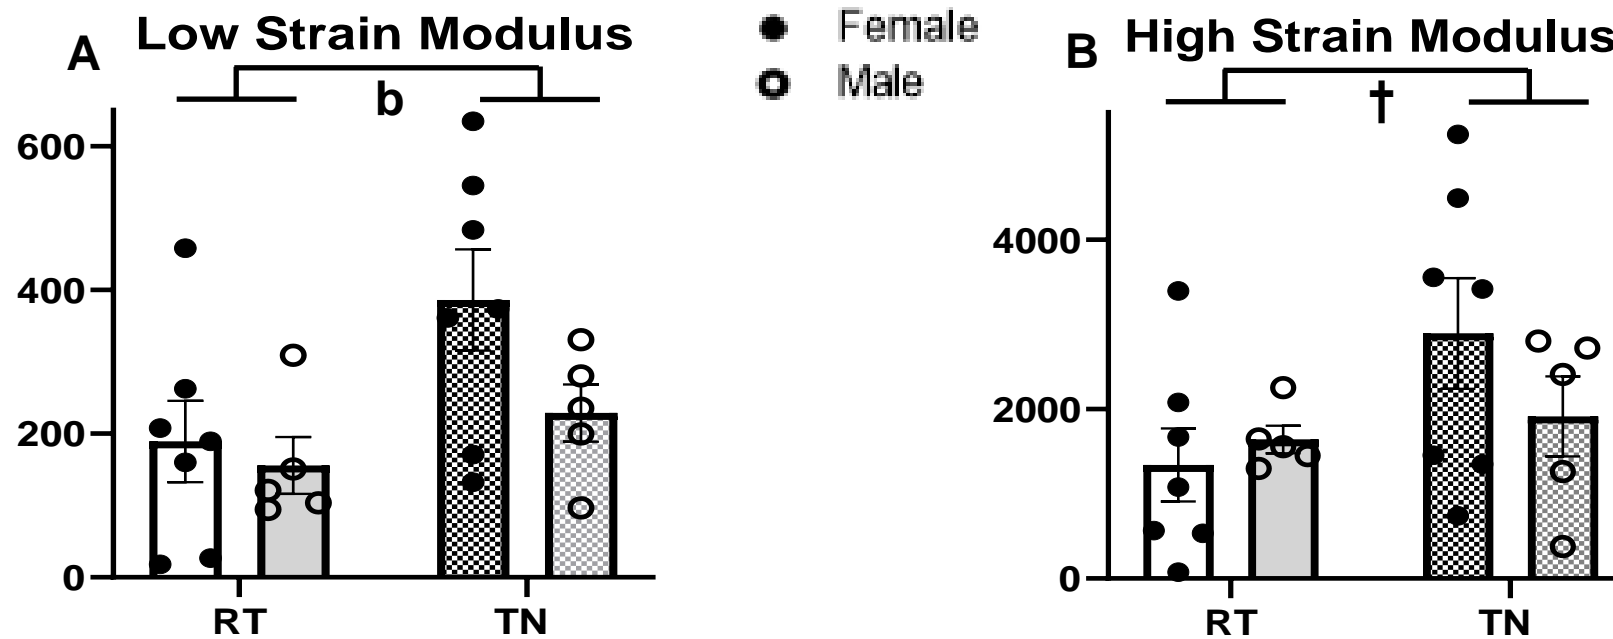 A
Low Strain Modulus
b
600
400
200
0
RT
TN
Female
Male
B
High Strain Modulus
†
4000
2000
0
RT
TN